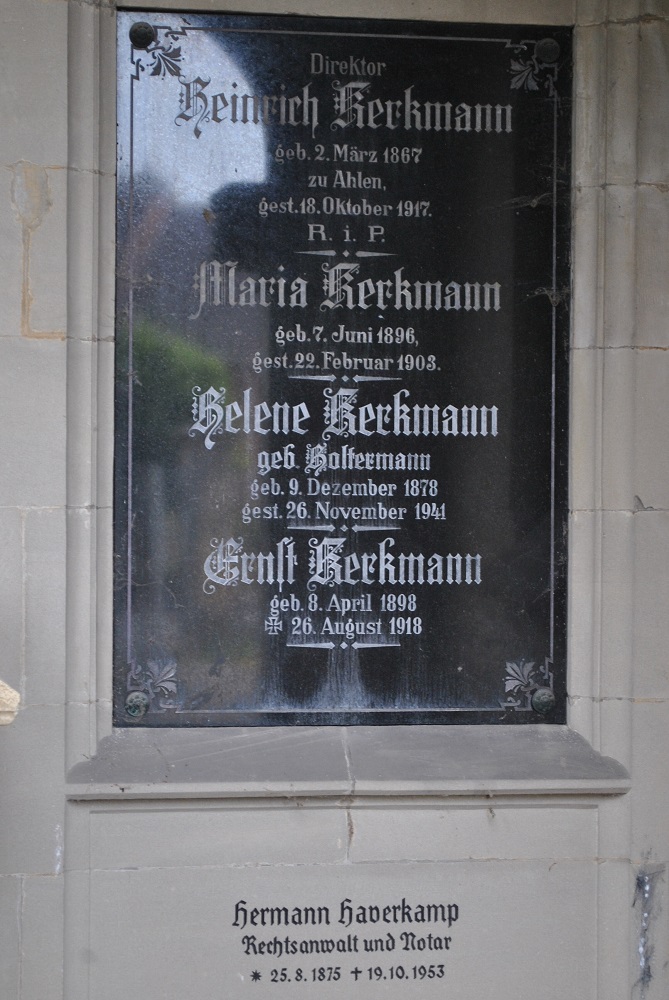 Direktor
Heinrich Kerkmann
geb. 2. März 1867
zu Ahlen,
gest. 18. Oktober 1917.
R. i. P.
Maria Kerkmann
geb. 7. Juni 1896,
gest. 22. Februar 1903.
Helene Kerkmann
geb. Holtermann
geb. 9. Dezember 1878
gest. 26. November 1941
Ernst Kerkmann
geb. 8. April 1898
✠ 26. August 1918
Hermann Haverkamp
Rechtsanwalt und Notar
* 25.8.1875 † 19.10.1953